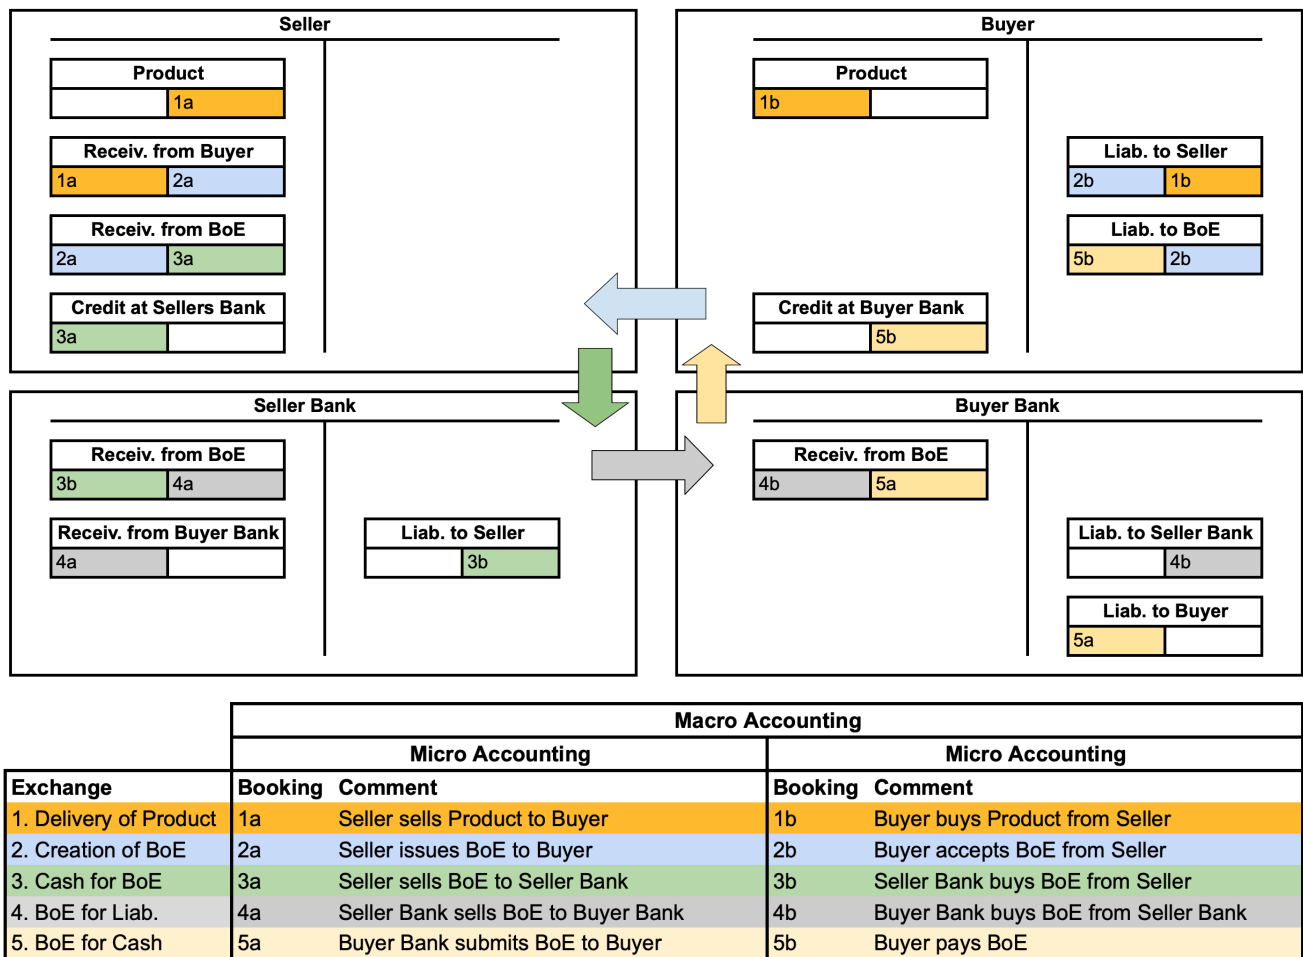 Seller
Product
1a
Receiv. from Buyer
1a 2a
Receiv. from BoE
2a 3a
Credit at Sellers Bank
3a
Buyer
Product
1b
Liab. to Seller
2b 1b
Liab. to BoE
5b 2b
Credit at Buyer Bank
5b
Seller Bank
Receiv. from BoE
3b 4a
Receiv. from Buyer Bank
4a
Liab. to Seller
3b
Buyer Bank
Receiv. from BoE
4b 5a
Liab. to Seller Bank
4b
Liab. to Buyer
5a
Macro Accounting
Micro Accounting Micro Accounting
Exchange Booking Comment Booking Comment
1. Delivery of Product 1a Seller sells Product to Buyer 1b Buyer buys Product from Seller
2. Creation of BoE 2a Seller issues BoE to Buyer 2b Buyer accepts BoE from Seller
3. Cash for BoE 3a Seller sells BoE to Seller Bank 3b Seller Bank buys BoE from Seller
4. BoE for Liab. 4a Seller Bank sells BoE to Buyer Bank 4b Buyer Bank buys BoE from Seller Bank
5. BoE for Cash 5a Buyer Bank submits BoE to Buyer 5b Buyer pays BoE